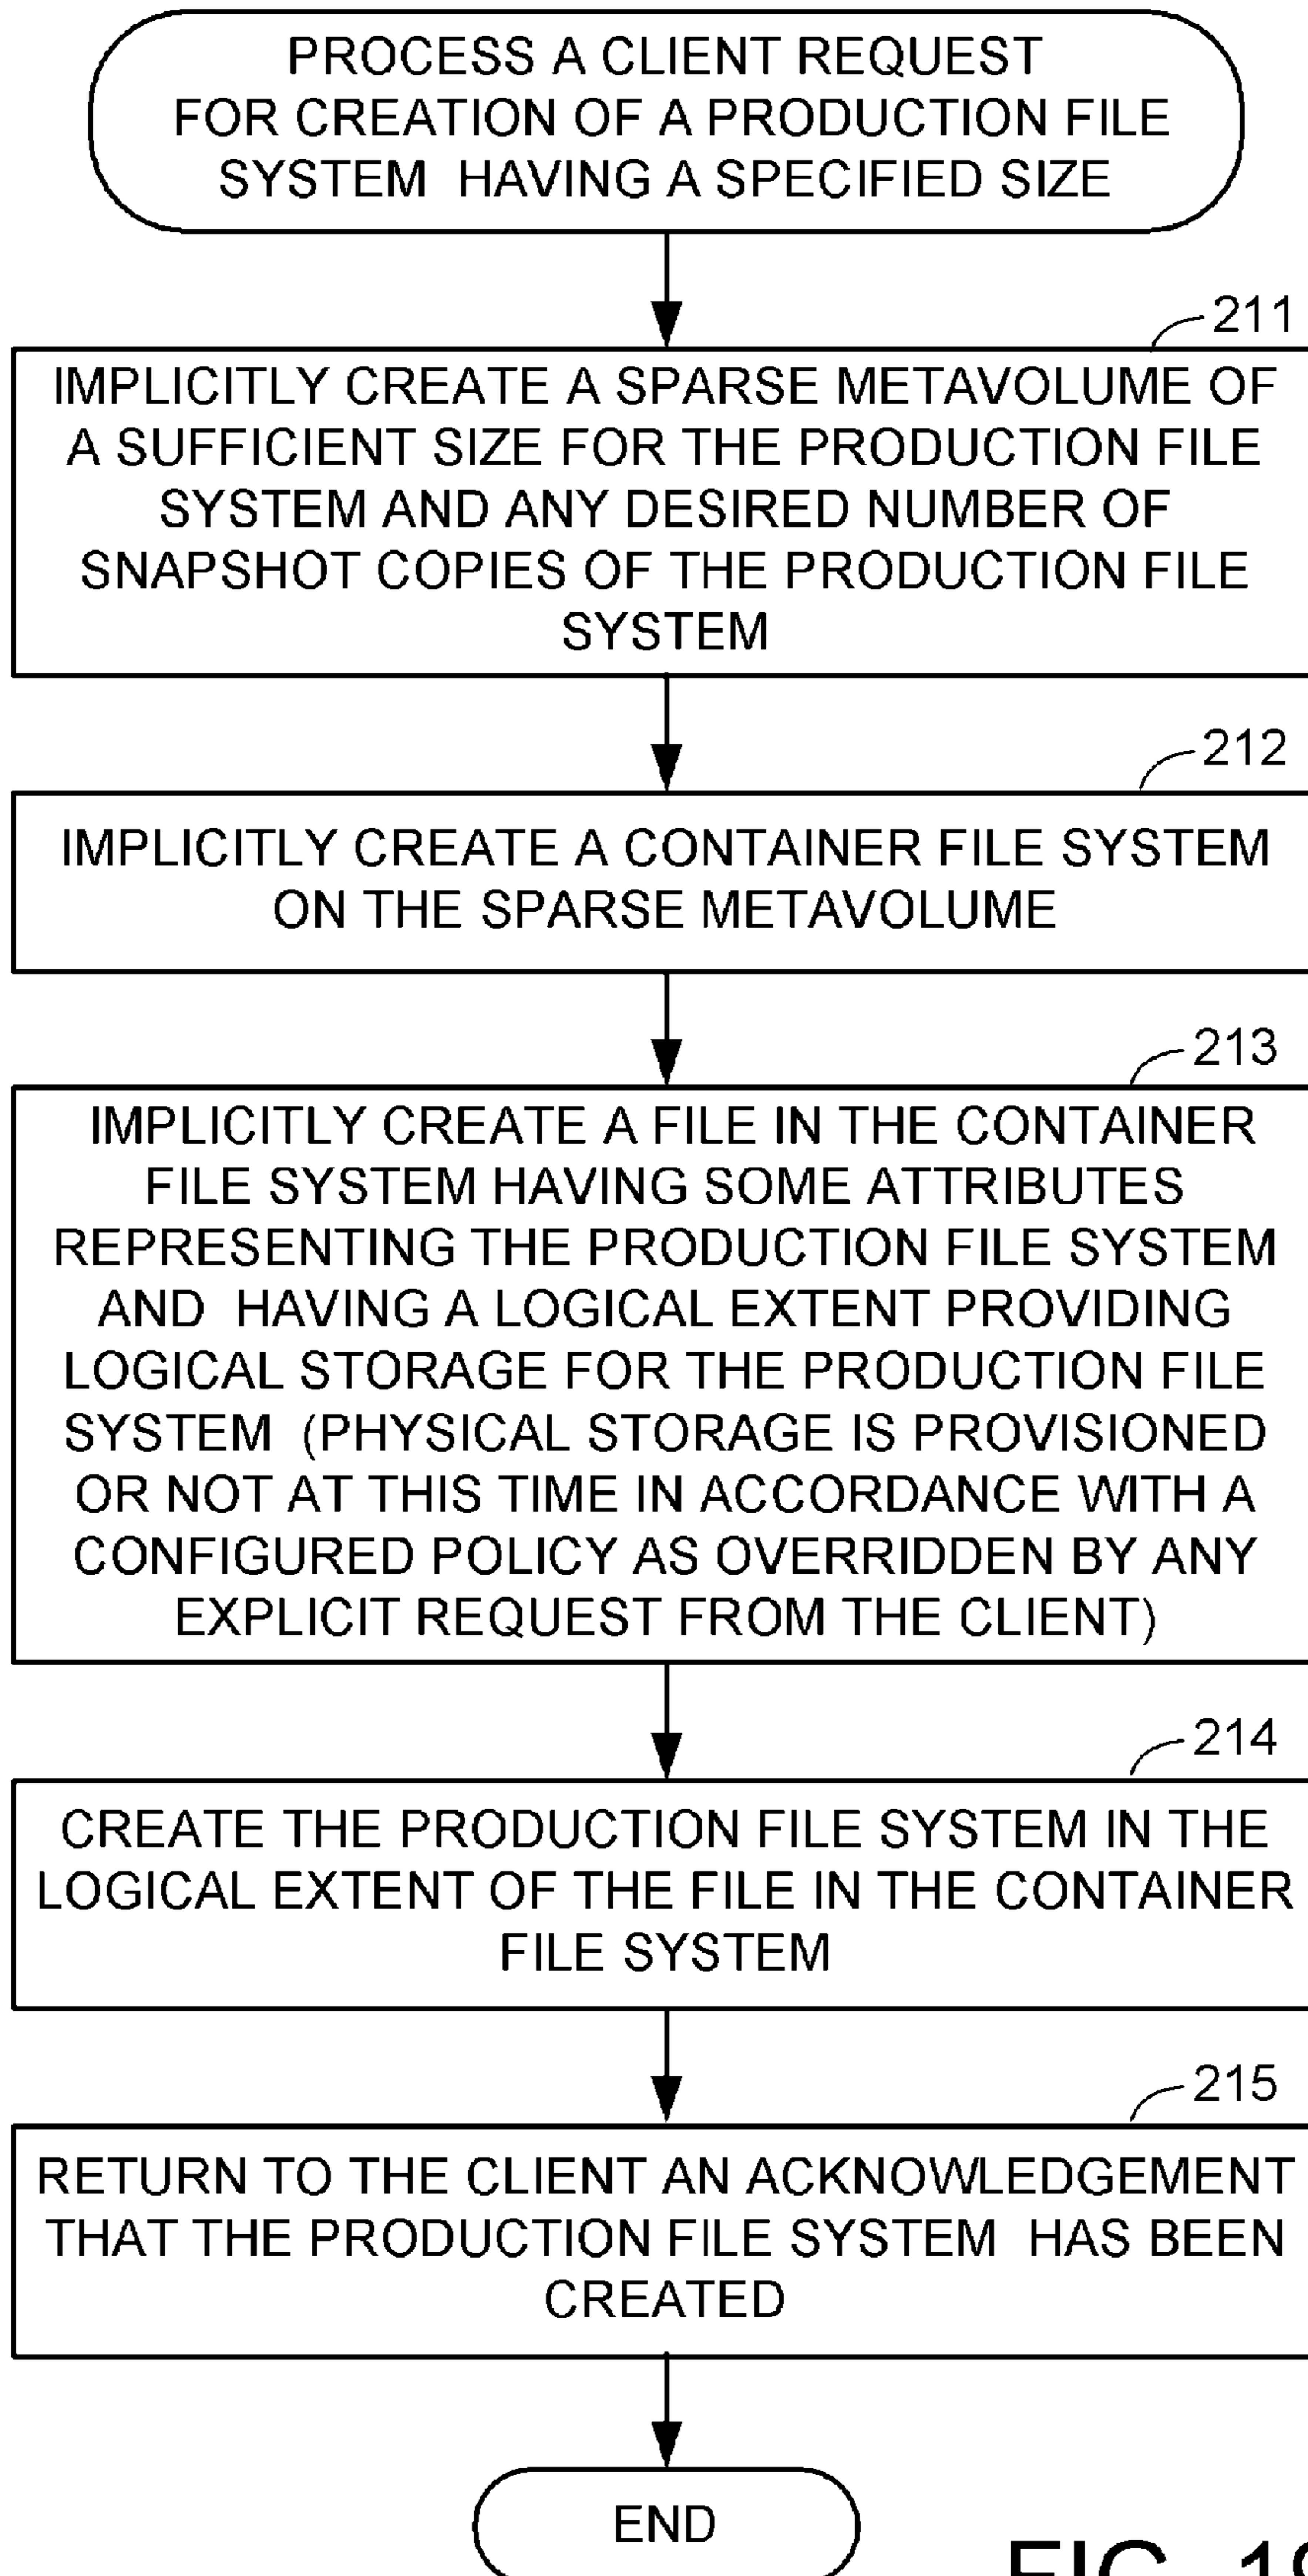 PROCESS A CLIENT REQUEST
FOR CREATION OF A PRODUCTION FILE
SYSTEM HAVING A SPECIFIED SIZE
211
IMPLICITLY CREATE A SPARSE METAVOLUME OF
A SUFFICIENT SIZE FOR THE PRODUCTION FILE
SYSTEM AND ANY DESIRED NUMBER OF
SNAPSHOT COPIES OF THE PRODUCTION FILE
SYSTEM
212
IMPLICITLY CREATE A CONTAINER FILE SYSTEM
ON THE SPARSE METAVOLUME
213
IMPLICITLY CREATE A FILE IN THE CONTAINER
FILE SYSTEM HAVING SOME ATTRIBUTES
REPRESENTING THE PRODUCTION FILE SYSTEM
AND HAVING A LOGICAL EXTENT PROVIDING
LOGICAL STORAGE FOR THE PRODUCTION FILE
SYSTEM (PHYSICAL STORAGE IS PROVISIONED
OR NOT AT THIS TIME IN ACCORDANCE WITH A
CONFIGURED POLICY AS OVERRIDDEN BY ANY
EXPLICIT REQUEST FROM THE CLIENT)
214
CREATE THE PRODUCTION FILE SYSTEM IN THE
LOGICAL EXTENT OF THE FILE IN THE CONTAINER
FILE SYSTEM
215
RETURN TO THE CLIENT AN ACKNOWLEDGEMENT
THAT THE PRODUCTION FILE SYSTEM HAS BEEN
CREATED
END
FIG.